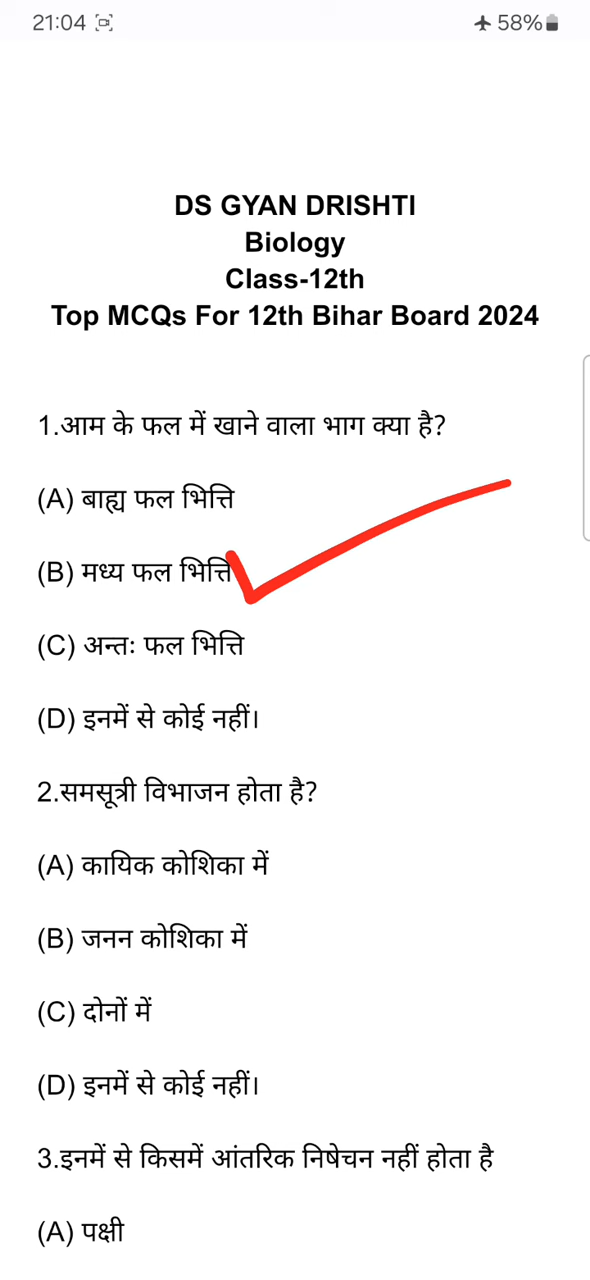 21:04 58%
DS GYAN DRISHTI
Biology
Class-12th
Top MCQs For 12th Bihar Board 2024
1.आम के फल में खाने वाला भाग क्या है?
(A) बाह्य फल भित्ति
(B) मध्य फल भित्ति
(C) अन्तः फल भित्ति
(D) इनमें से कोई नहीं।
2.समसूत्री विभाजन होता है?
(A) कायिक कोशिका में
(B) जनन कोशिका में
(C) दोनों में
(D) इनमें से कोई नहीं।
3.इनमें से किसमें आंतरिक निषेचन नहीं होता है
(A) पक्षी